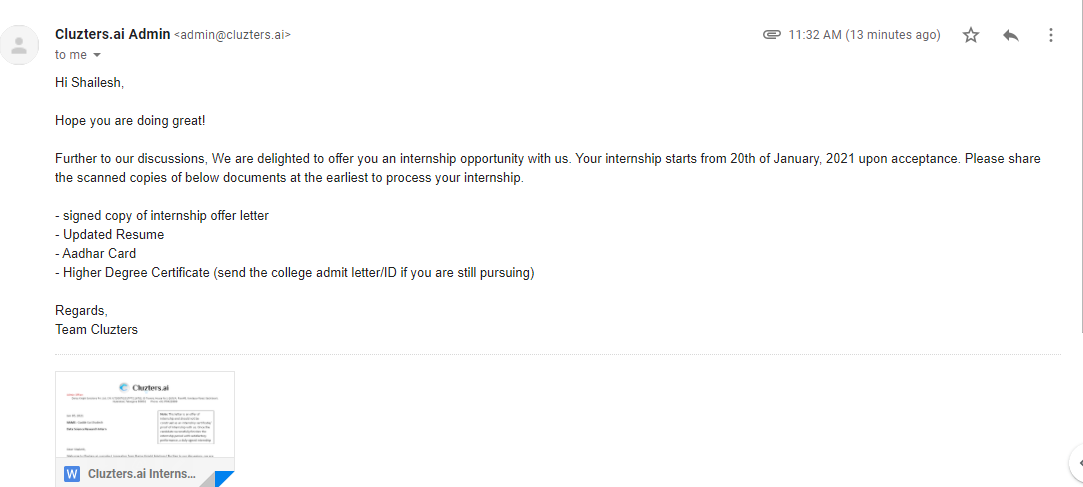 Cluzters.ai Admin <admin@cluzters.ai>
11:32 AM (13 minutes ago)
to me
Hi Shailesh,
Hope you are doing great!
Further to our discussions, We are delighted to offer you an internship opportunity with us. Your internship starts from 20th of January, 2021 upon acceptance. Please share
the scanned copies of below documents at the earliest to process your internship.
- signed copy of internship offer letter
- Updated Resume
- Aadhar Card
- Higher Degree Certificate (send the college admit letter/ID if you are still pursuing)
Regards,
Team Cluzters
Cluzters.ai
W Cluzters.ai Interns...